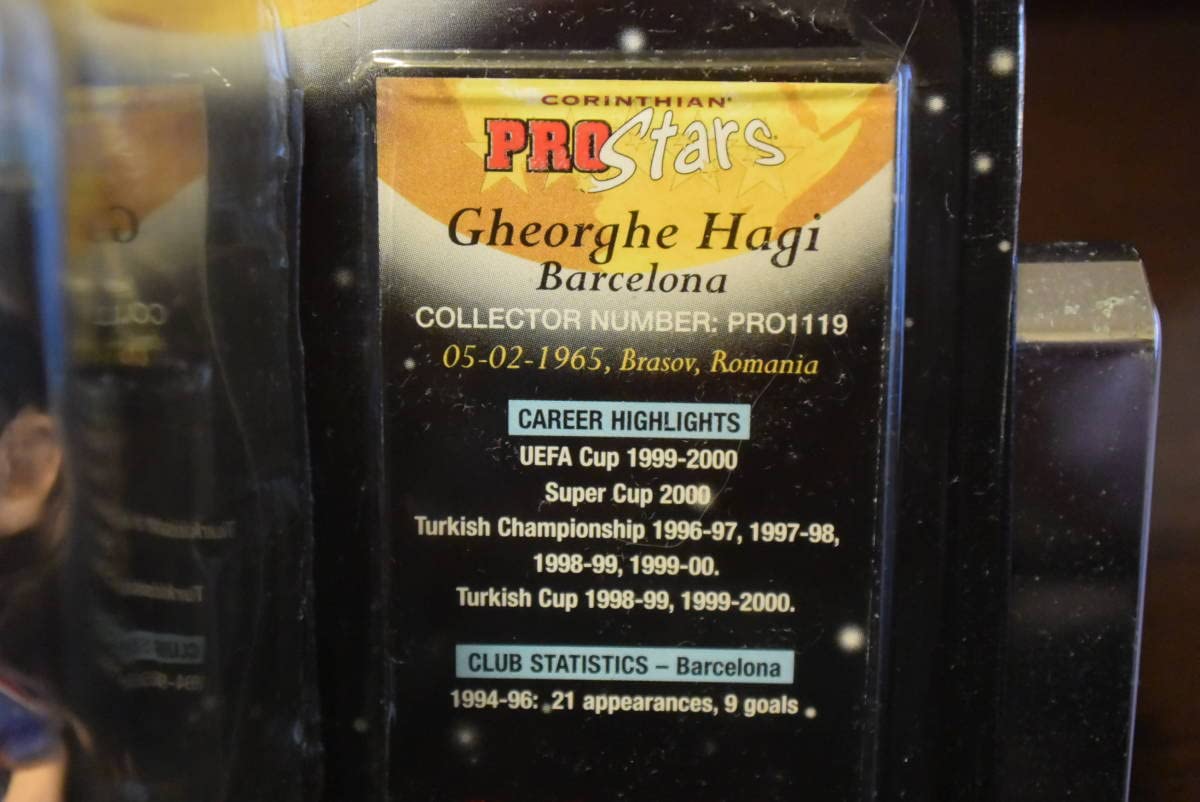 CORINTHIAN
PROStars
Gheorghe Hagi
Barcelona
COLLECTOR NUMBER: PRO1119
05-02-1965, Brasov, Romania
CAREER HIGHLIGHTS
UEFA Cup 1999-2000
Super Cup 2000
Turkish Championship 1996-97, 1997-98,
1998-99, 1999-00.
Turkish Cup 1998-99, 1999-2000.
CLUB STATISTICS – Barcelona
1994-96: 21 appearances, 9 goals